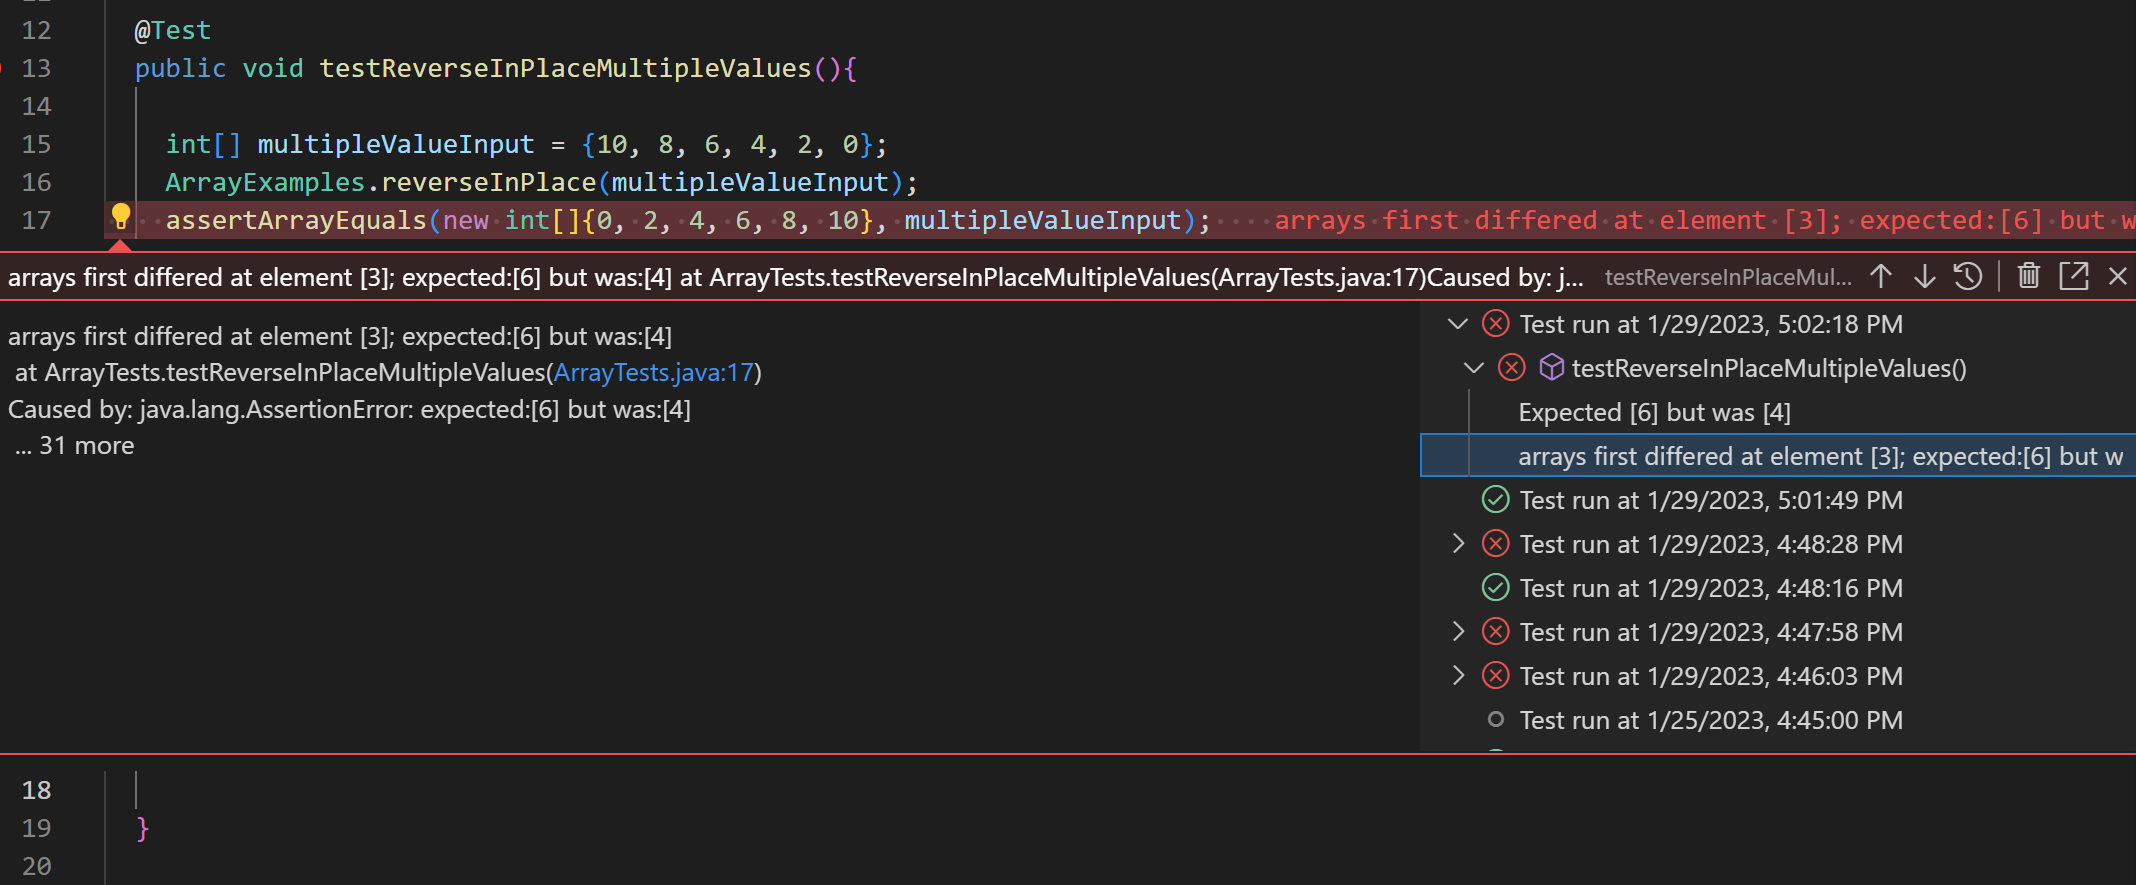 12 @Test
13 public void testReverseInPlaceMultipleValues(){
14
15 int[] multipleValueInput = {10, 8, 6, 4, 2, 0};
16 ArrayExamples.reverseInPlace(multipleValueInput);
17 assertArrayEquals(new int[]{0, 2, 4, 6, 8, 10}, multipleValueInput); arrays first differed at element [3]; expected:[6] but w
arrays first differed at element [3]; expected:[6] but was:[4] at ArrayTests.testReverseInPlaceMultipleValues(ArrayTests.java:17)Caused by: j... testReverseInPlaceMul...
arrays first differed at element [3]; expected:[6] but was:[4]
at ArrayTests.testReverseInPlaceMultipleValues(ArrayTests.java:17)
Caused by: java.lang.AssertionError: expected:[6] but was:[4]
... 31 more
Test run at 1/29/2023, 5:02:18 PM
testReverseInPlaceMultipleValues()
Expected [6] but was [4]
arrays first differed at element [3]; expected:[6] but w
Test run at 1/29/2023, 5:01:49 PM
Test run at 1/29/2023, 4:48:28 PM
Test run at 1/29/2023, 4:48:16 PM
Test run at 1/29/2023, 4:47:58 PM
Test run at 1/29/2023, 4:46:03 PM
Test run at 1/25/2023, 4:45:00 PM
18
19 }
20